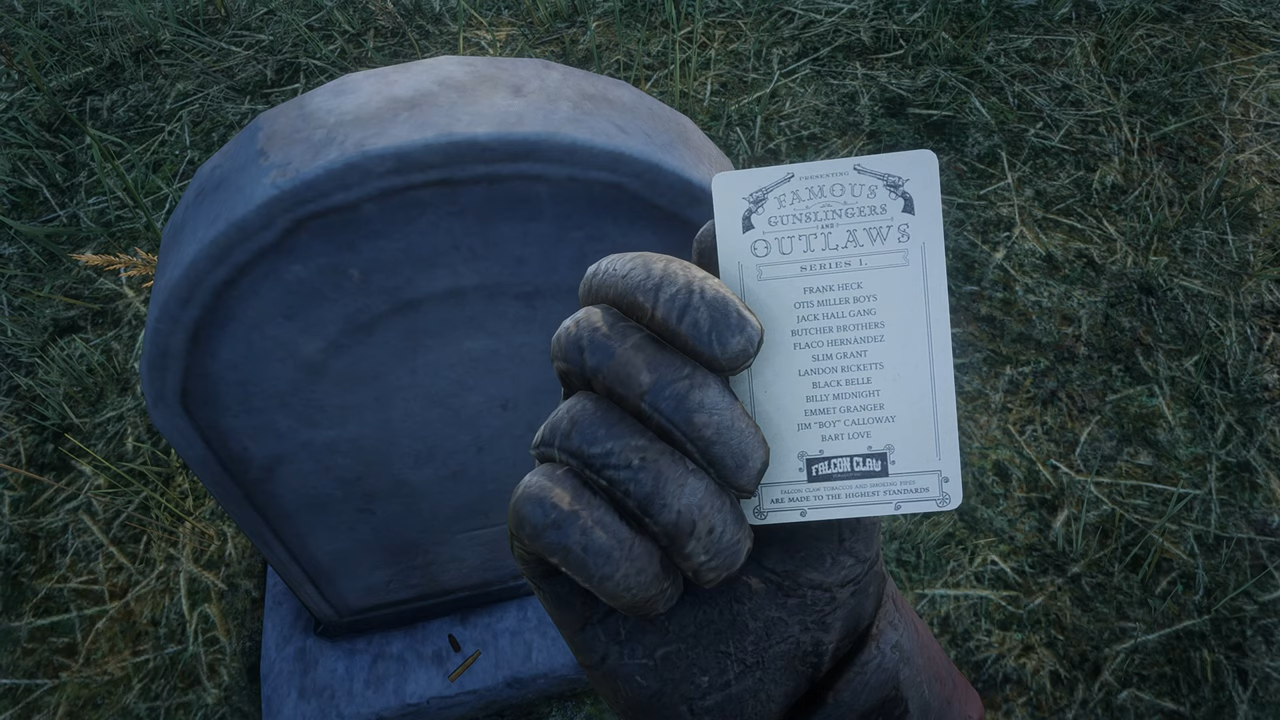 PRESENTING
FAMOUS
GUNSLINGERS
AND
OUTLAWS
SERIES 1.
FRANK HECK
OTIS MILLER BOYS
JACK HALL GANG
BUTCHER BROTHERS
FLACO HERNÁNDEZ
SLIM GRANT
LANDON RICKETTS
BLACK BELLE
BILLY MIDNIGHT
EMMET GRANGER
JIM "BOY" CALLOWAY
BART LOVE
FALCON CLAW
FALCON CLAW TOBACCOS AND SMOKING PIPES
ARE MADE TO THE HIGHEST STANDARDS